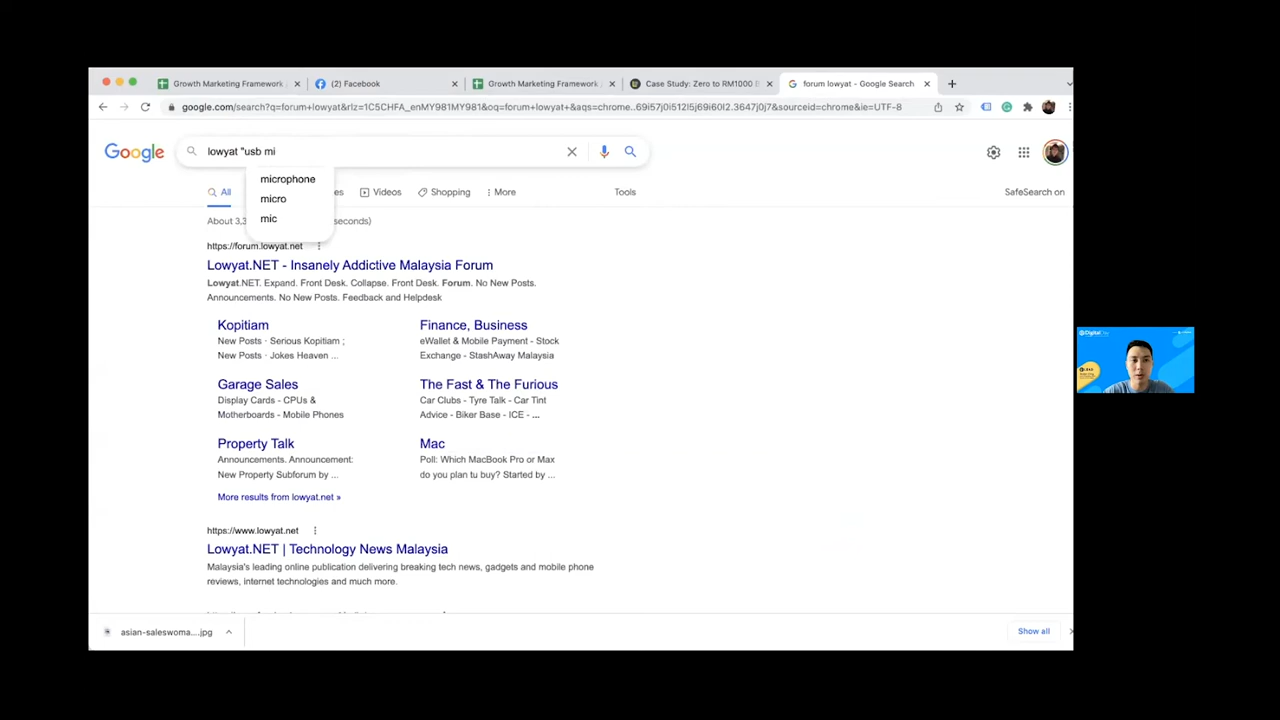 Growth Marketing Framework
(2) Facebook
Growth Marketing Framework
Case Study: Zero to RM1000
forum lowyat - Google Search
google.com/search?q=forum+lowyat&rlz=1C5CHFA_enMY981MY981&oq=forum+lowyat+&aqs=chrome..69i57j0i512l5j69i60l2.3647j0j7&sourceid=chrome&ie=UTF-8
Google
lowyat "usb mi
microphone
micro
mic
All
es
Videos
Shopping
More
Tools
SafeSearch on
About 3,3
seconds)
https://forum.lowyat.net
Lowyat.NET - Insanely Addictive Malaysia Forum
Lowyat.NET. Expand. Front Desk. Collapse. Front Desk. Forum. No New Posts.
Announcements. No New Posts. Feedback and Helpdesk
Kopitiam
New Posts · Serious Kopitiam ;
New Posts · Jokes Heaven ...
Finance, Business
eWallet & Mobile Payment - Stock
Exchange - StashAway Malaysia
Garage Sales
Display Cards - CPUs &
Motherboards - Mobile Phones
The Fast & The Furious
Car Clubs - Tyre Talk - Car Tint
Advice - Biker Base - ICE - ...
Property Talk
Announcements. Announcement:
New Property Subforum by ...
Mac
Poll: Which MacBook Pro or Max
do you plan tu buy? Started by ...
More results from lowyat.net »
https://www.lowyat.net
Lowyat.NET | Technology News Malaysia
Malaysia's leading online publication delivering breaking tech news, gadgets and mobile phone
reviews, internet technologies and much more.
asian-saleswoma....jpg
Show all